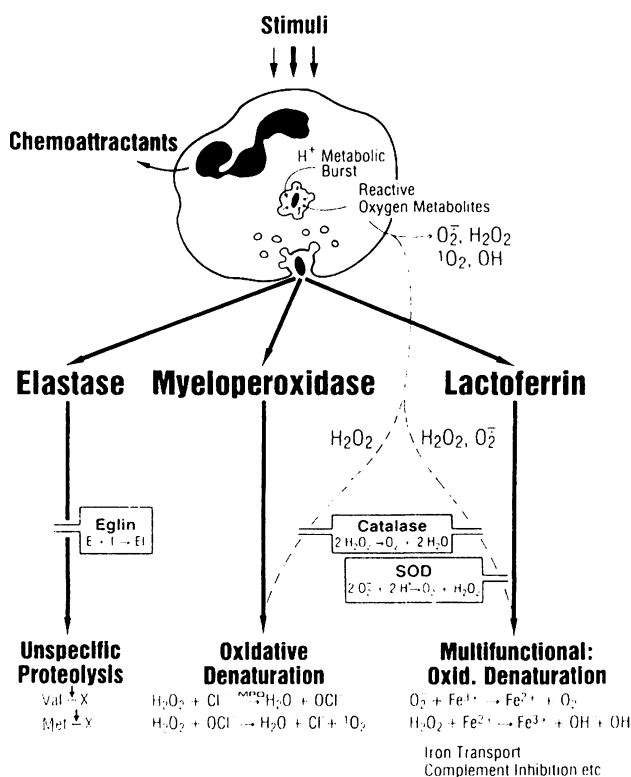 Stimuli
Chemoattractants
H⁺ Metabolic
Burst
Reactive
Oxygen Metabolites
O₂⁻, H₂O₂
¹O₂, OH
Elastase
Myeloperoxidase
Lactoferrin
H₂O₂
H₂O₂, O₂⁻
Eglin
E + I → EI
Catalase
2 H₂O₂ → O₂ + 2 H₂O
SOD
2 O₂⁻ + 2 H⁺ → O₂ + H₂O₂
Unspecific
Proteolysis
Val – X
Met – X
Oxidative
Denaturation
MPO
H₂O₂ + Cl⁻ → H₂O + OCl⁻
H₂O₂ + OCl⁻ → H₂O + Cl⁻ + ¹O₂
Multifunctional:
Oxid. Denaturation
O₂⁻ + Fe³⁺ → Fe²⁺ + O₂
H₂O₂ + Fe²⁺ → Fe³⁺ + OH⁻ + OH
Iron Transport
Complement Inhibition etc